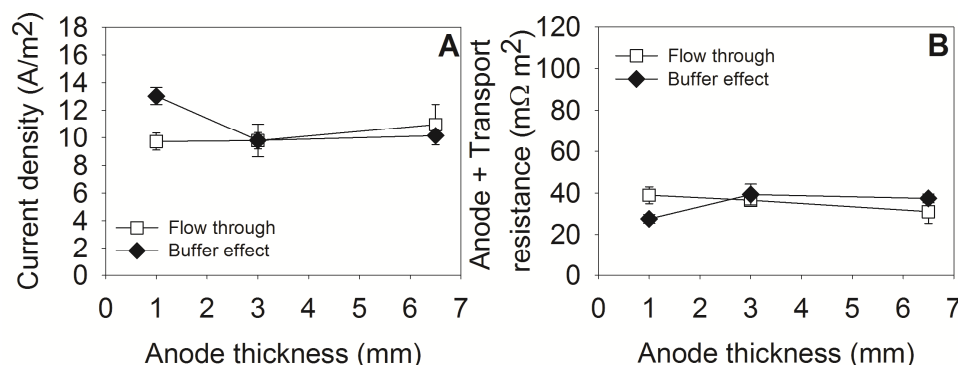 Current density (A/m2)
18
16
14
12
10
8
6
4
2
0
A
Flow through
Buffer effect
0 1 2 3 4 5 6 7
Anode thickness (mm)
Anode + Transport
resistance (mΩ m²)
120
100
80
60
40
20
0
B
Flow through
Buffer effect
0 1 2 3 4 5 6 7
Anode thickness (mm)